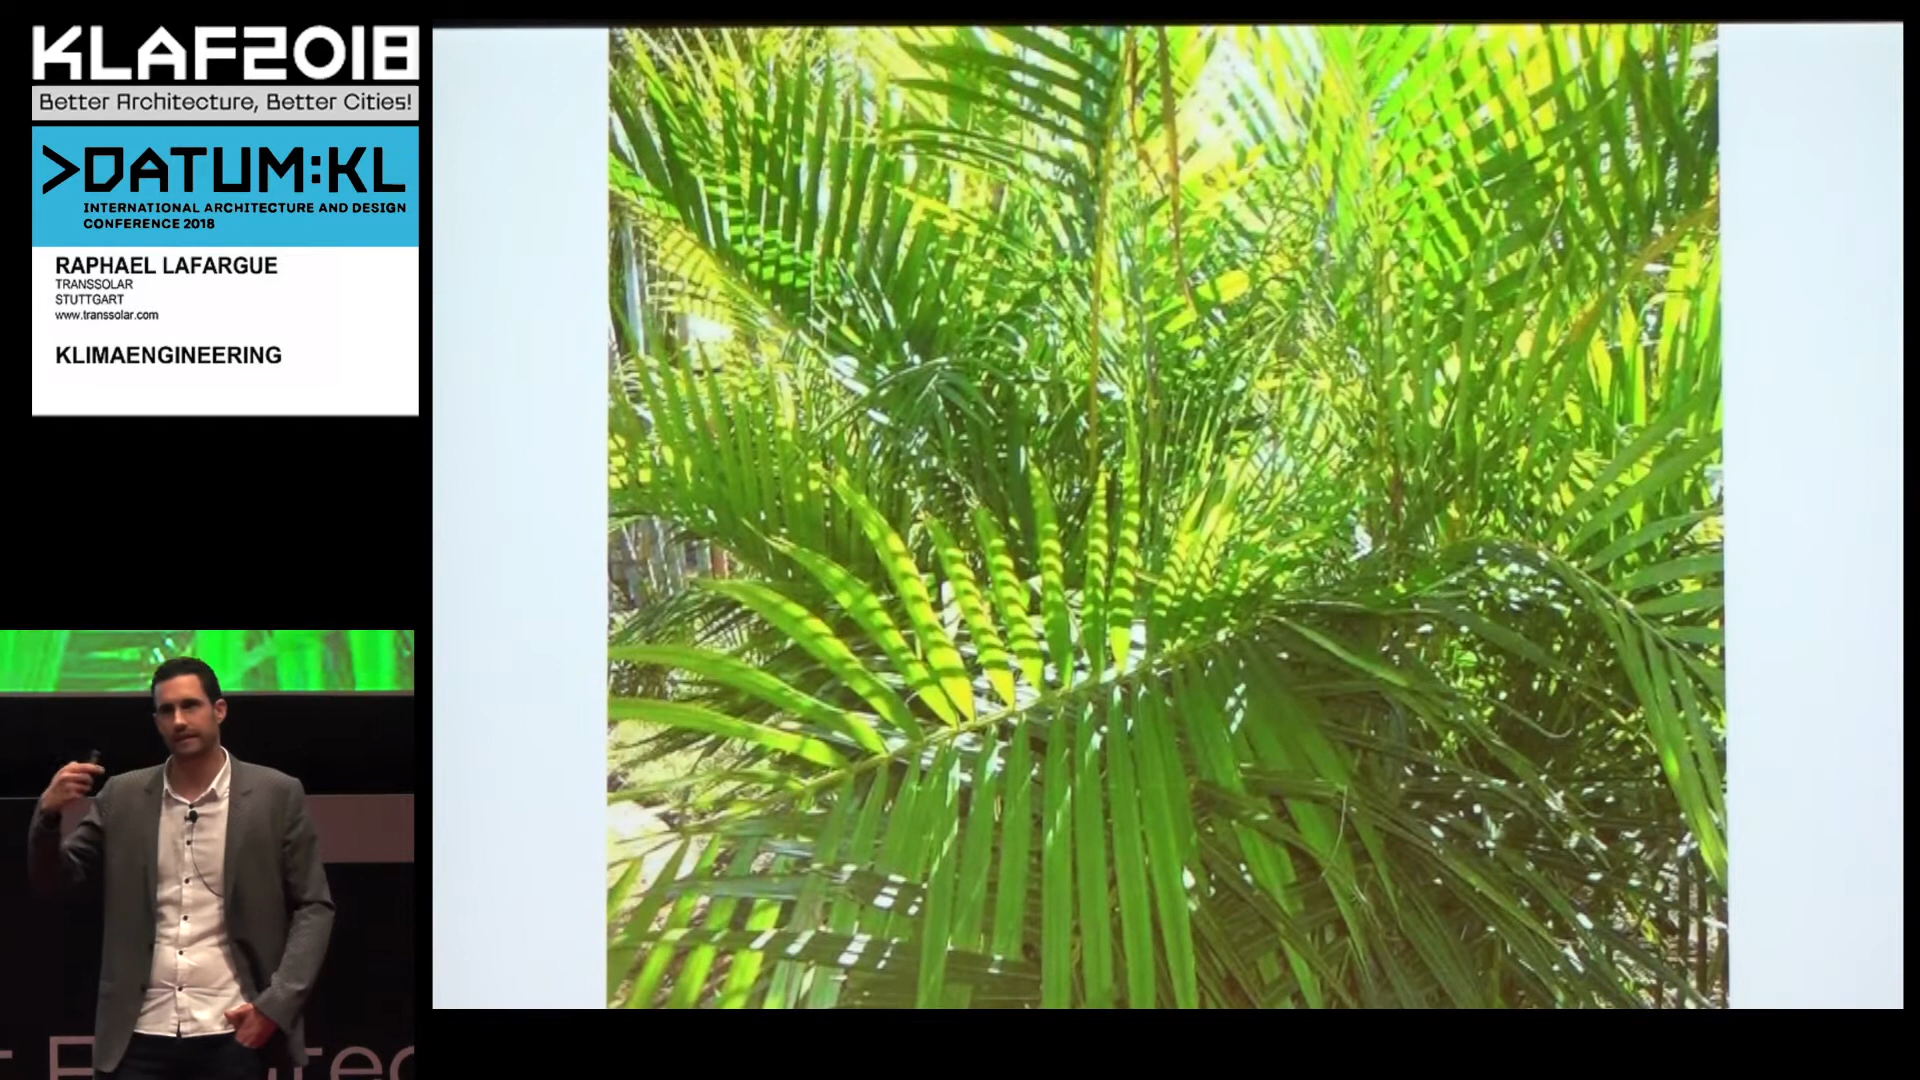 KLAF2018
Better Architecture, Better Cities!
>DATUM:KL
INTERNATIONAL ARCHITECTURE AND DESIGN
CONFERENCE 2018
RAPHAEL LAFARGUE
TRANSSOLAR
STUTTGART
www.transsolar.com
KLIMAENGINEERING